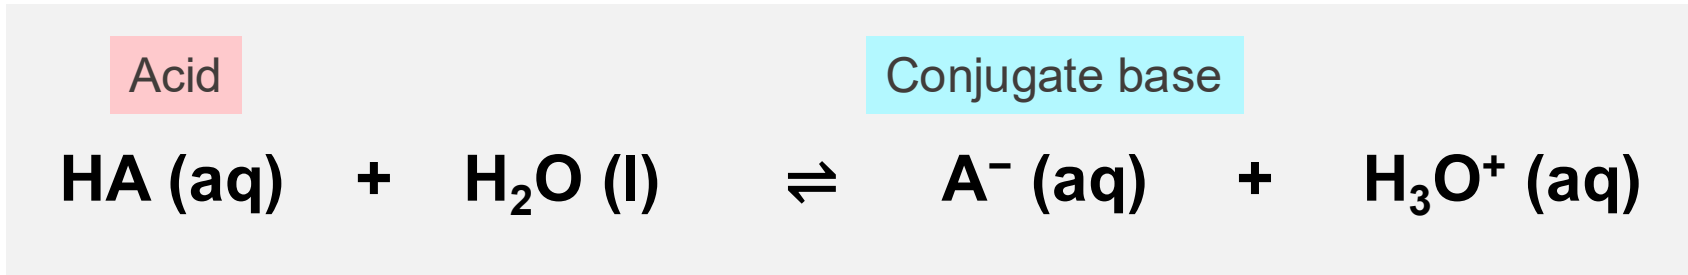 Acid Conjugate base
HA (aq) + H₂O (l) ⇌ A⁻ (aq) + H₃O⁺ (aq)